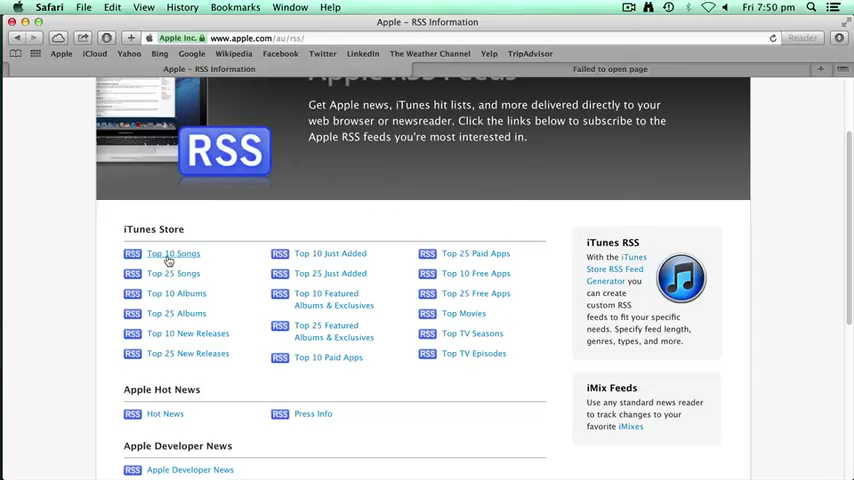 Safari File Edit View History Bookmarks Window Help Fri 7:50 pm
Apple – RSS Information
Apple Inc. www.apple.com/au/rss/ Reader
Apple iCloud Yahoo Bing Google Wikipedia Facebook Twitter LinkedIn The Weather Channel Yelp TripAdvisor
Apple – RSS Information Failed to open page
Apple RSS Feeds
Get Apple news, iTunes hit lists, and more delivered directly to your
web browser or newsreader. Click the links below to subscribe to the
Apple RSS feeds you're most interested in.
RSS
iTunes Store
RSS Top 10 Songs
RSS Top 25 Songs
RSS Top 10 Albums
RSS Top 25 Albums
RSS Top 10 New Releases
RSS Top 25 New Releases
RSS Top 10 Just Added
RSS Top 25 Just Added
RSS Top 10 Featured
Albums & Exclusives
RSS Top 25 Featured
Albums & Exclusives
RSS Top 10 Paid Apps
RSS Top 25 Paid Apps
RSS Top 10 Free Apps
RSS Top 25 Free Apps
RSS Top Movies
RSS Top TV Seasons
RSS Top TV Episodes
Apple Hot News
RSS Hot News
RSS Press Info
Apple Developer News
RSS Apple Developer News
iTunes RSS
With the iTunes
Store RSS Feed
Generator you
can create
custom RSS
feeds to fit your specific
needs. Specify feed length,
genres, types, and more.
iMix Feeds
Use any standard news reader
to track changes to your
favorite iMixes